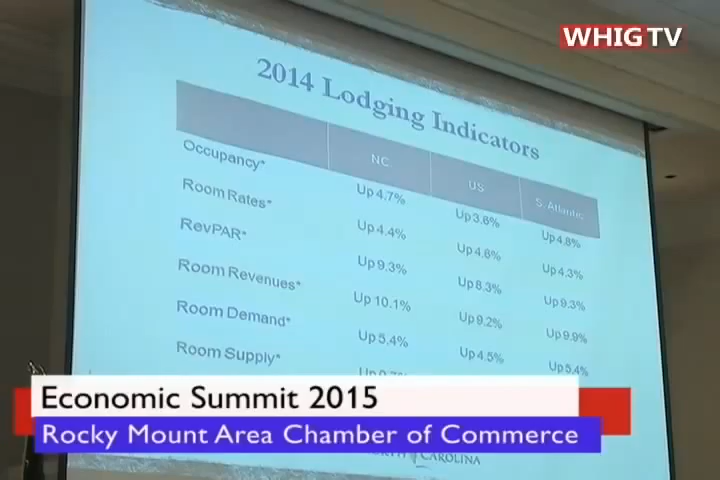 WHIG TV
2014 Lodging Indicators
NC US S. Atlantic
Occupancy* Up 4.7% Up 3.6% Up 4.8%
Room Rates* Up 4.4% Up 4.6% Up 4.3%
RevPAR* Up 9.3% Up 8.3% Up 9.3%
Room Revenues* Up 10.1% Up 9.2% Up 9.9%
Room Demand* Up 5.4% Up 4.5% Up 5.4%
Room Supply*
Economic Summit 2015
Rocky Mount Area Chamber of Commerce
CAROLINA